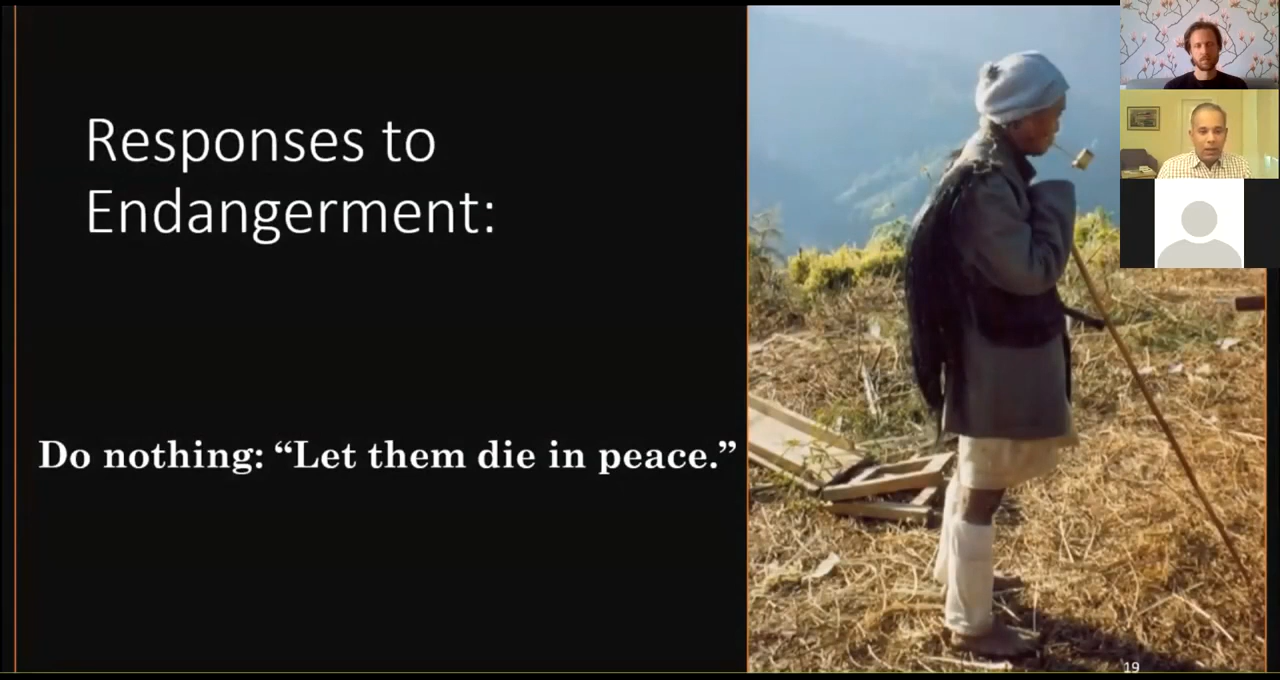 Responses to
Endangerment:
Do nothing: “Let them die in peace.”
19